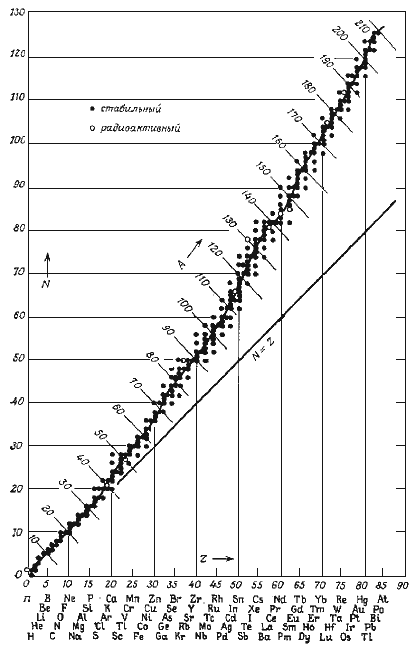 130
210
200
120
190
• стабильный
180
110
○ радиоактивный
170
100
160
150
90
140
130
80
N
A
120
70
110
100
60
90
N = Z
50
80
70
40
60
50
30
40
30
20
20
10
10
Z
0
0 5 10 15 20 25 30 35 40 45 50 55 60 65 70 75 80 85 90
n B Ne P Ca Mn Zn Br Zr Rh Sn Cs Nd Tb Yb Re Hg At
Be F Si K Cr Cu Se Y Ru In Xe Pr Gd Tm W Au Po
Li O Al Ar V Ni As Sr Tc Cd I Ce Eu Er Ta Pt Bi
He N Mg Cl Ti Co Ge Rb Mo Ag Te La Sm Ho Hf Ir Pb
H C Na S Sc Fe Ga Kr Nb Pd Sb Ba Pm Dy Lu Os Tl